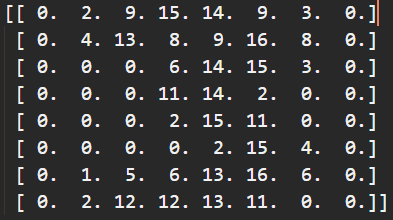 [[ 0. 2. 9. 15. 14. 9. 3. 0.]
[ 0. 4. 13. 8. 9. 16. 8. 0.]
[ 0. 0. 0. 6. 14. 15. 3. 0.]
[ 0. 0. 0. 11. 14. 2. 0. 0.]
[ 0. 0. 0. 2. 15. 11. 0. 0.]
[ 0. 0. 0. 0. 2. 15. 4. 0.]
[ 0. 1. 5. 6. 13. 16. 6. 0.]
[ 0. 2. 12. 12. 13. 11. 0. 0.]]